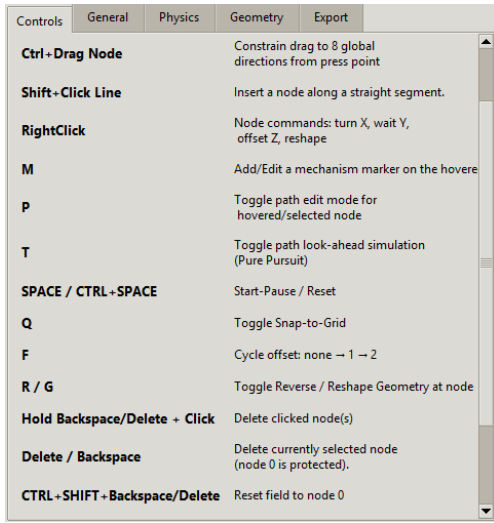 Controls General Physics Geometry Export
Ctrl+Drag Node Constrain drag to 8 global
directions from press point
Shift+Click Line Insert a node along a straight segment.
RightClick Node commands: turn X, wait Y,
offset Z, reshape
M Add/Edit a mechanism marker on the hovere
P Toggle path edit mode for
hovered/selected node
T Toggle path look-ahead simulation
(Pure Pursuit)
SPACE / CTRL+SPACE Start-Pause / Reset
Q Toggle Snap-to-Grid
F Cycle offset: none → 1 → 2
R / G Toggle Reverse / Reshape Geometry at node
Hold Backspace/Delete + Click Delete clicked node(s)
Delete / Backspace Delete currently selected node
(node 0 is protected).
CTRL+SHIFT+Backspace/Delete Reset field to node 0